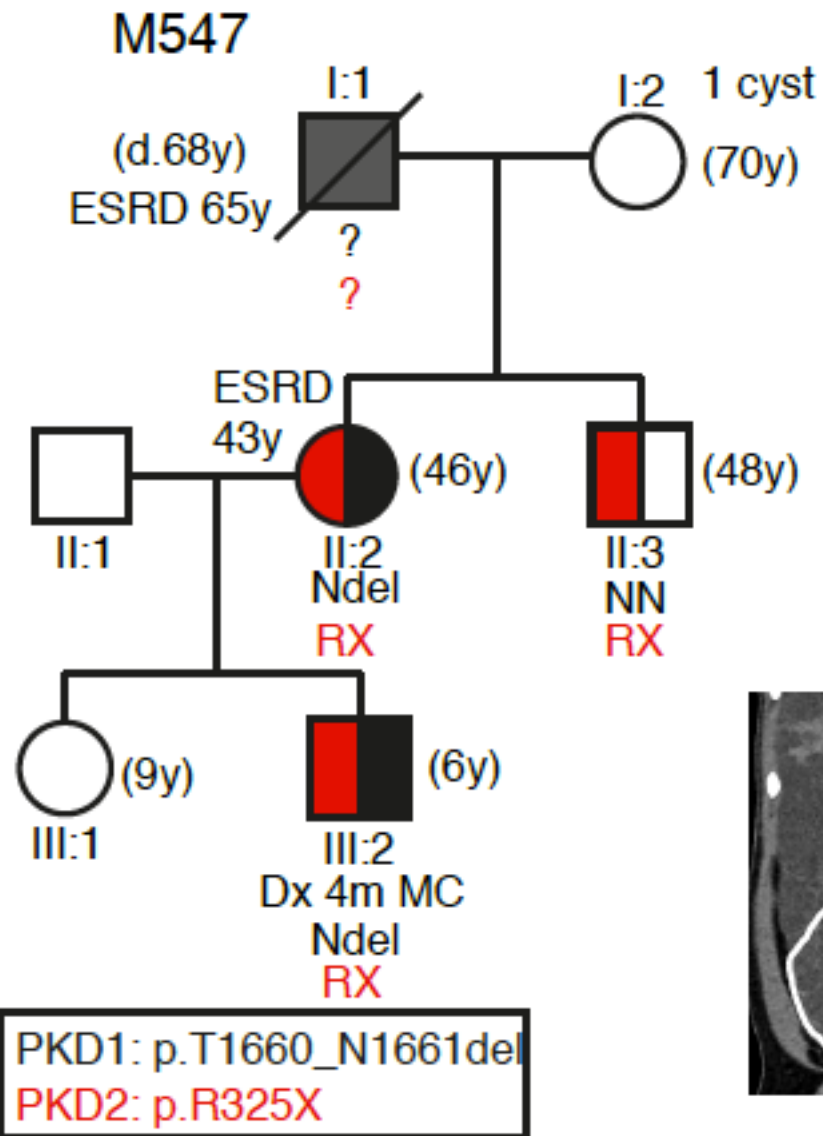 M547
I:1
I:2
1 cyst
(d.68y)
(70y)
ESRD 65y
?
?
ESRD
43y
(46y)
(48y)
II:1
II:2
II:3
Ndel
NN
RX
RX
(9y)
(6y)
III:1
III:2
Dx 4m MC
Ndel
RX
PKD1: p.T1660_N1661del
PKD2: p.R325X